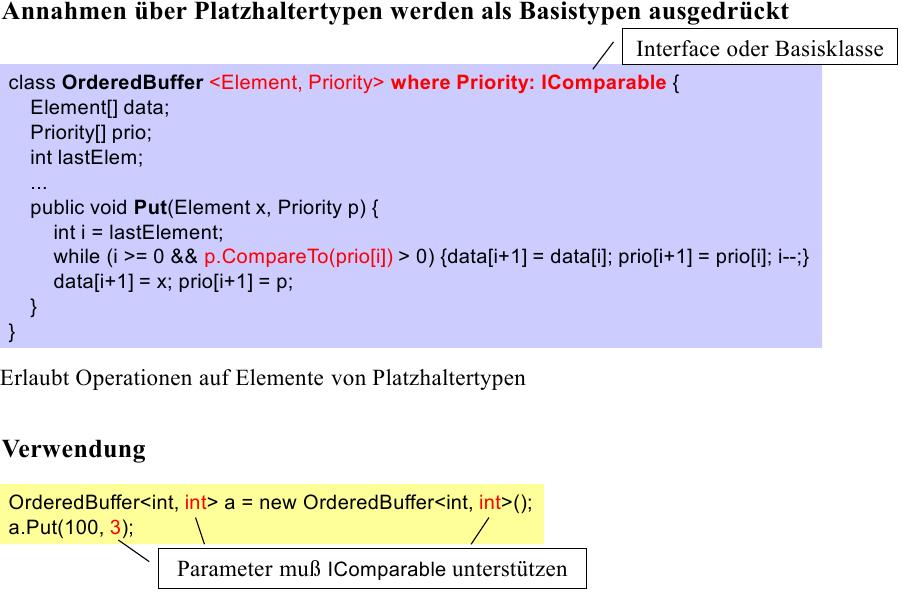 Annahmen über Platzhaltertypen werden als Basistypen ausgedrückt
Interface oder Basisklasse
class OrderedBuffer <Element, Priority> where Priority: IComparable {
Element[] data;
Priority[] prio;
int lastElem;
...
public void Put(Element x, Priority p) {
int i = lastElement;
while (i >= 0 && p.CompareTo(prio[i]) > 0) {data[i+1] = data[i]; prio[i+1] = prio[i]; i--;}
data[i+1] = x; prio[i+1] = p;
}
}
Erlaubt Operationen auf Elemente von Platzhaltertypen
Verwendung
OrderedBuffer<int, int> a = new OrderedBuffer<int, int>();
a.Put(100, 3);
Parameter muß IComparable unterstützen